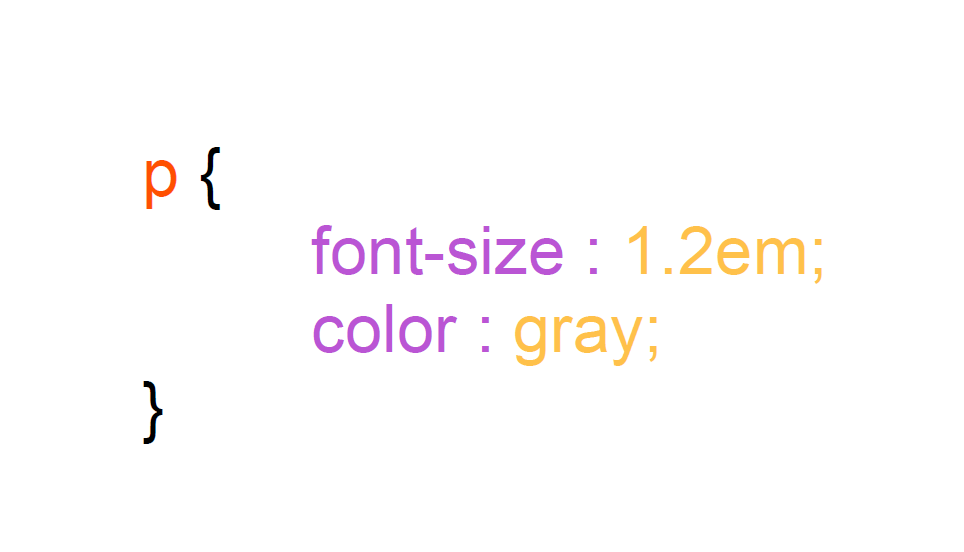 p {
font-size : 1.2em;
color : gray;
}